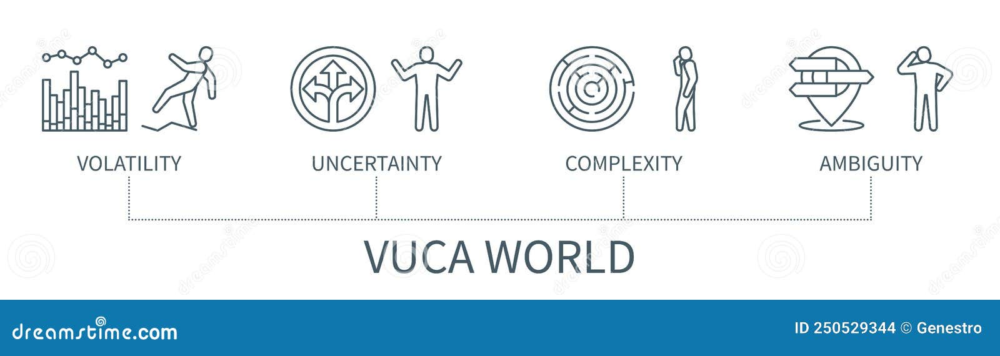 VOLATILITY
UNCERTAINTY
COMPLEXITY
AMBIGUITY
VUCA WORLD
dreamstime.com
ID 250529344 © Genestro